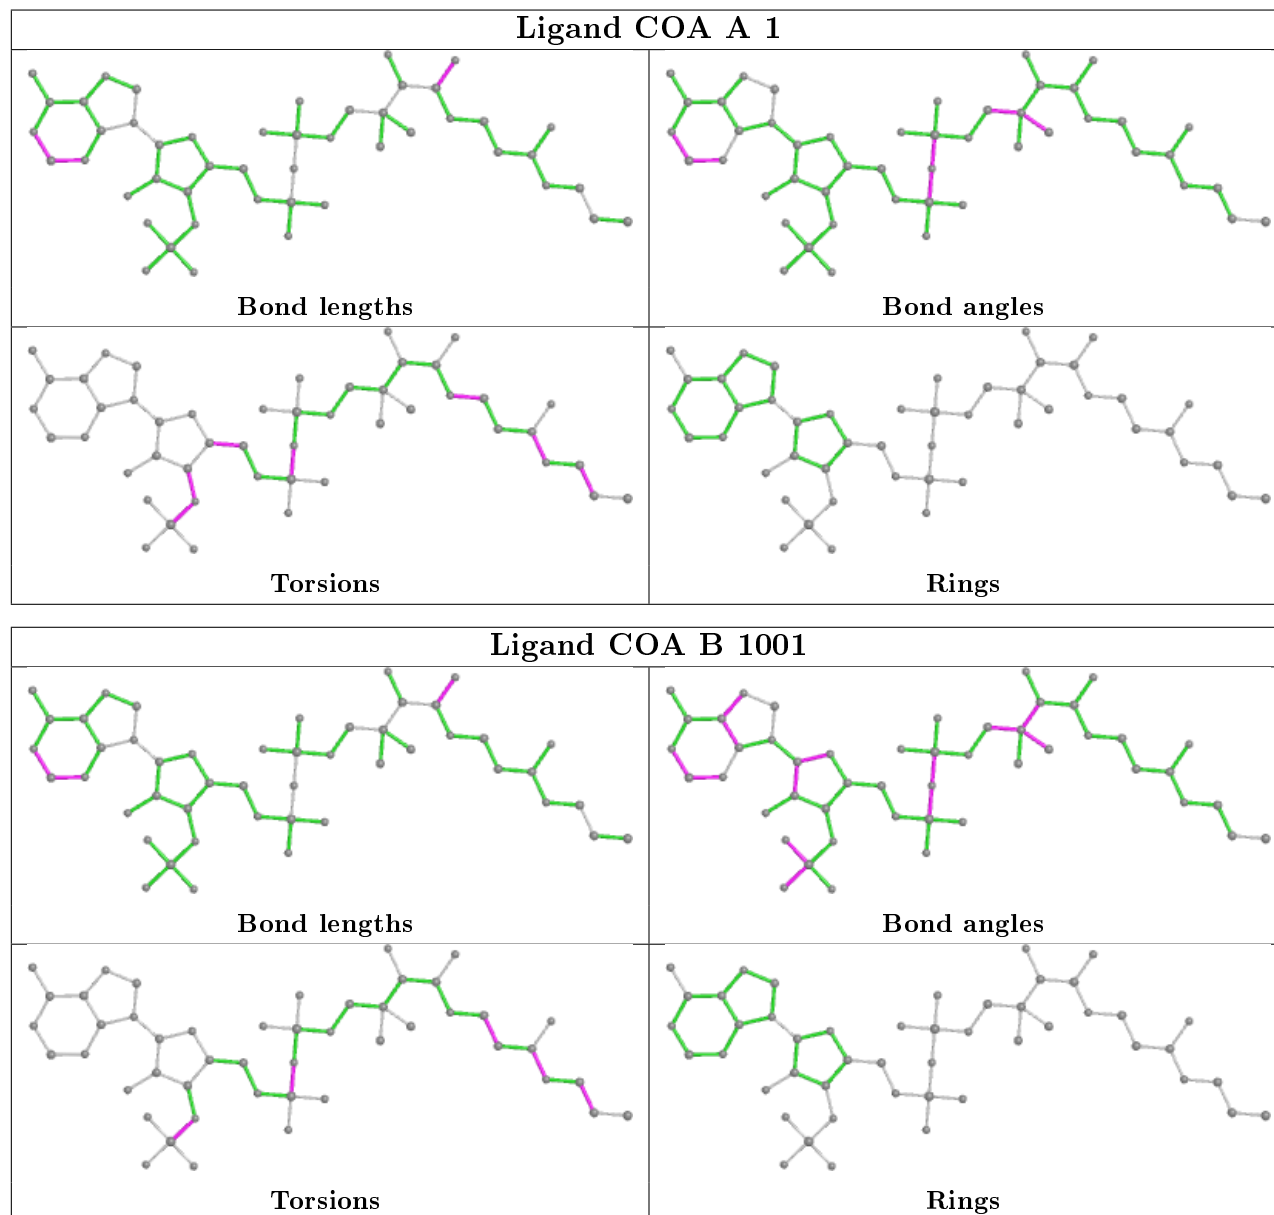 Ligand COA A 1
Bond lengths
Bond angles
Torsions
Rings
Ligand COA B 1001
Bond lengths
Bond angles
Torsions
Rings